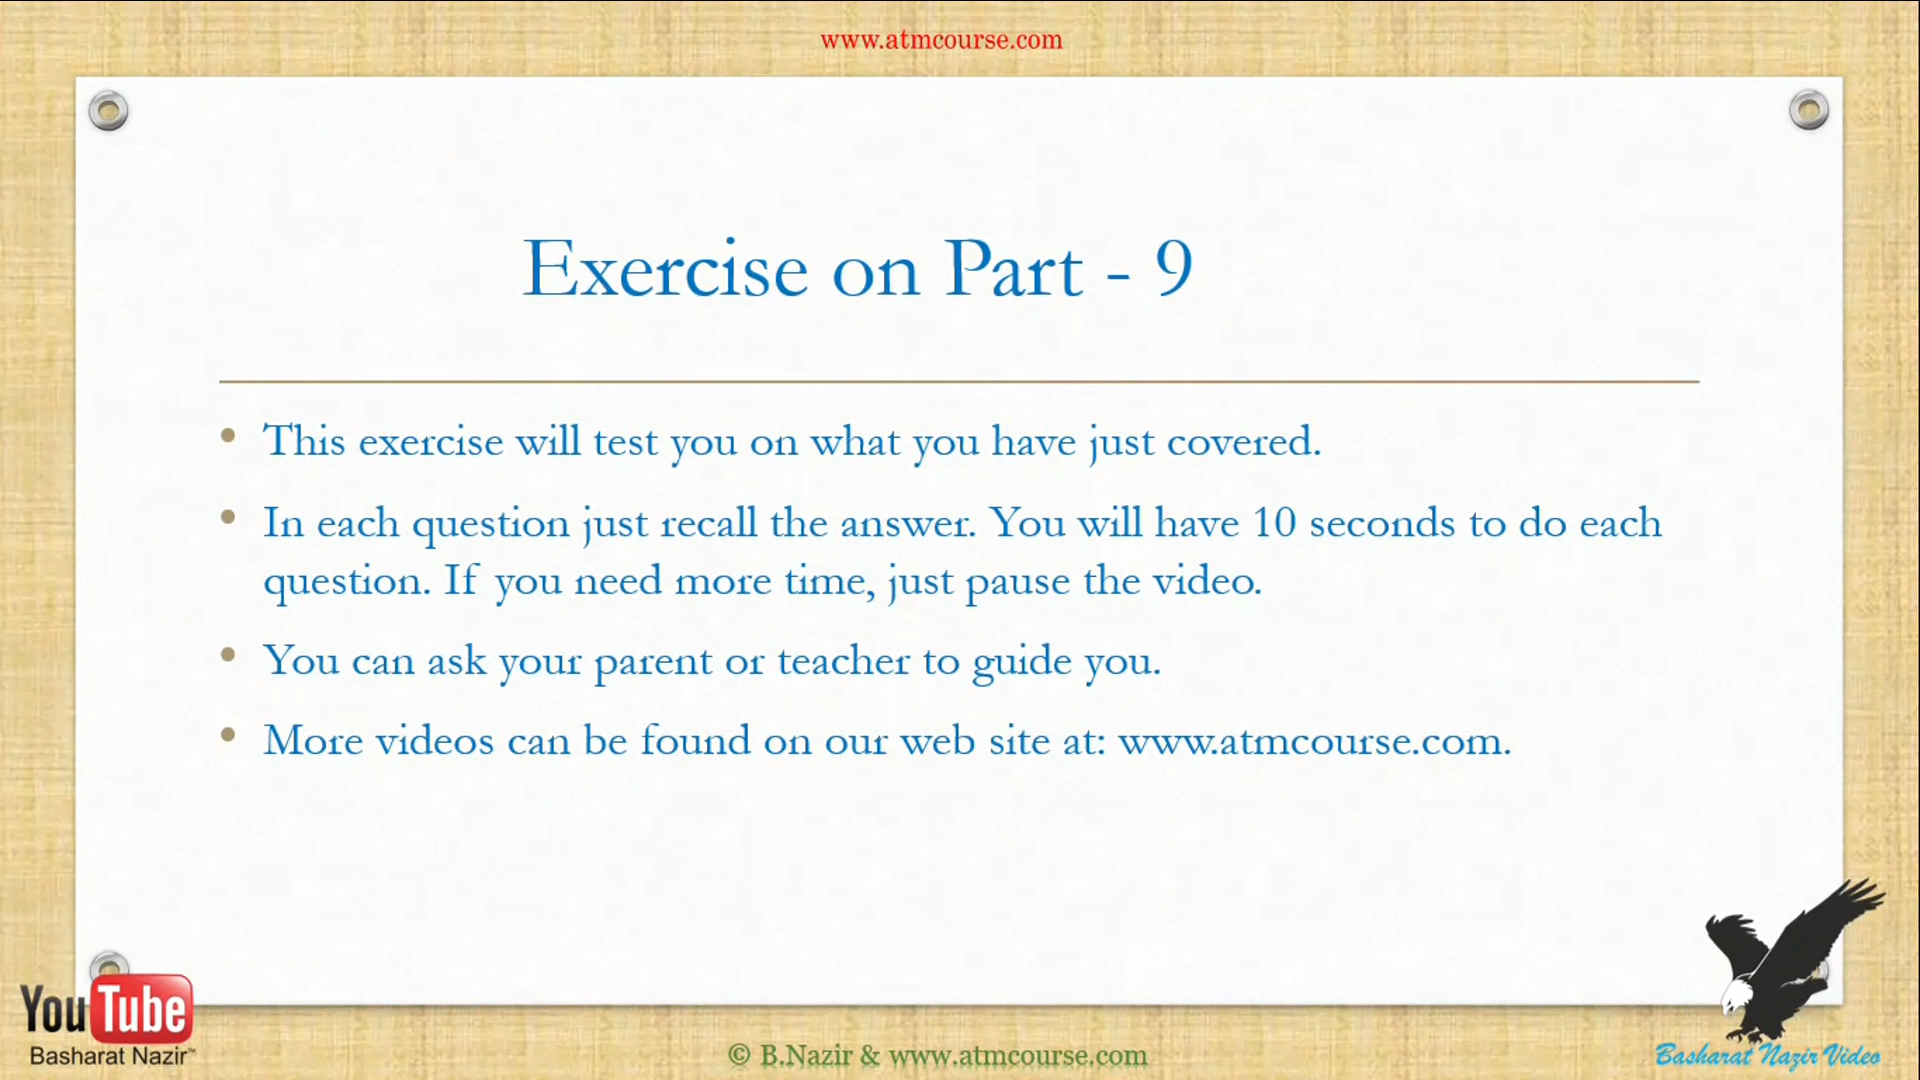 www.atmcourse.com
Exercise on Part - 9
• This exercise will test you on what you have just covered.
• In each question just recall the answer. You will have 10 seconds to do each
question. If you need more time, just pause the video.
• You can ask your parent or teacher to guide you.
• More videos can be found on our web site at: www.atmcourse.com.
YouTube
Basharat Nazir™
© B.Nazir & www.atmcourse.com
Basharat Nazir Video